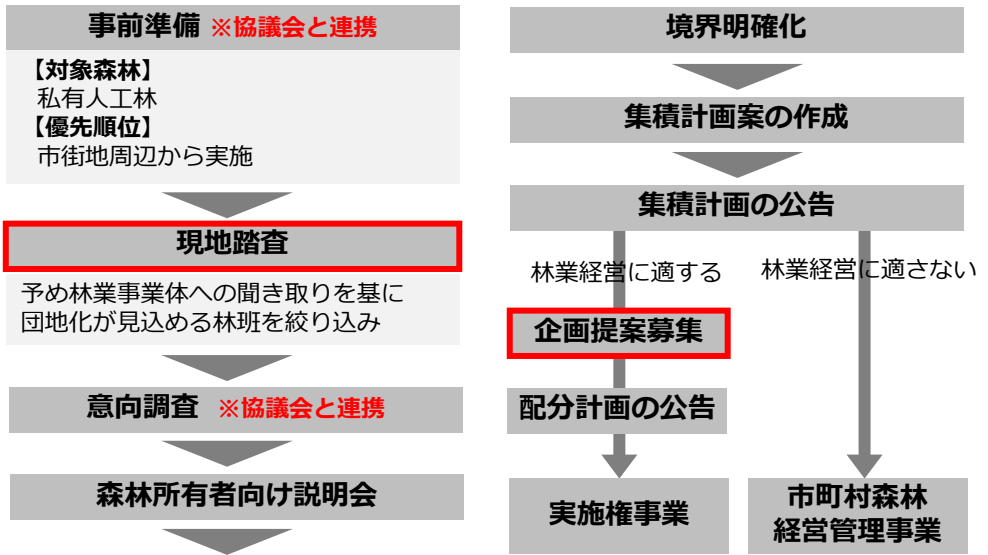 事前準備 ※協議会と連携
【対象森林】
私有人工林
【優先順位】
市街地周辺から実施
現地踏査
予め林業事業体への聞き取りを基に
団地化が見込める林班を絞り込み
意向調査 ※協議会と連携
森林所有者向け説明会
境界明確化
集積計画案の作成
集積計画の公告
林業経営に適する
林業経営に適さない
企画提案募集
配分計画の公告
実施権事業
市町村森林
経営管理事業